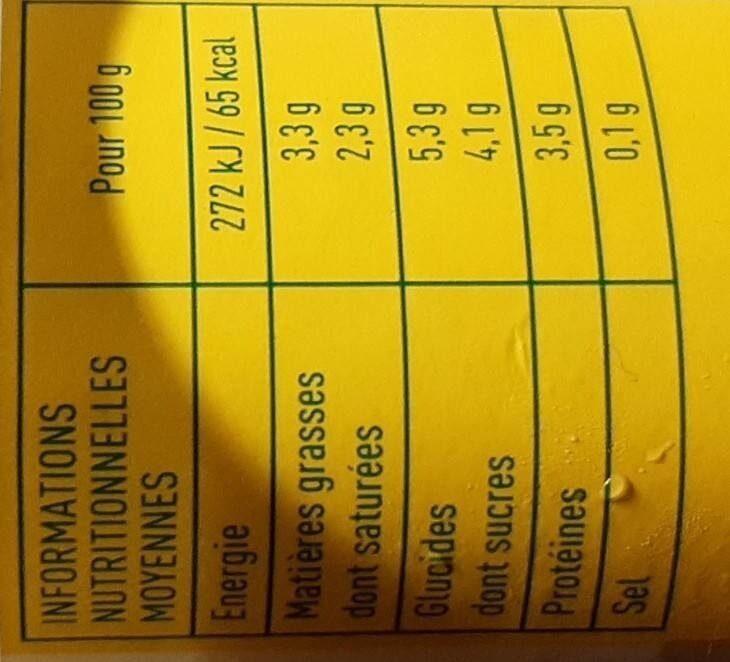 INFORMATIONS
NUTRITIONNELLES
MOYENNES
Pour 100 g
Energie 272 kJ / 65 kcal
Matières grasses 3,3 g
dont saturées 2,3 g
Glucides 5,3 g
dont sucres 4,1 g
Protéines 3,5 g
Sel 0,1 g